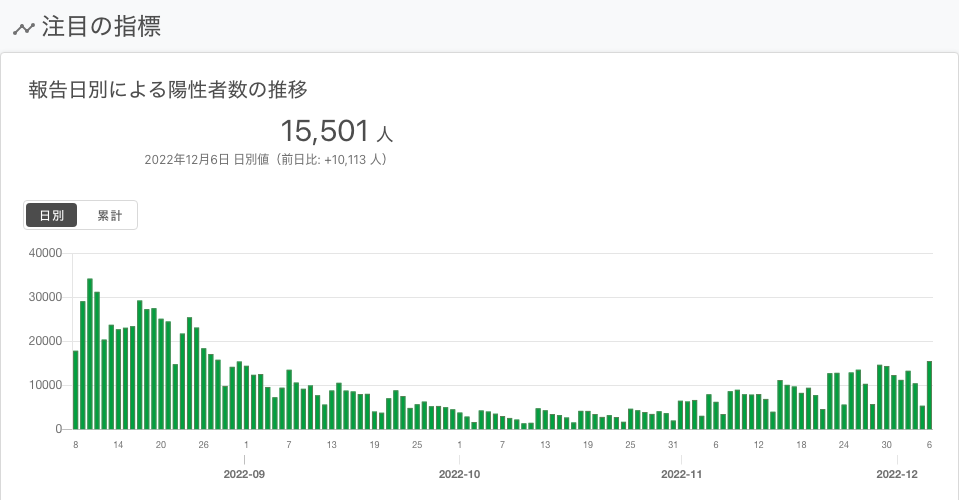 注目の指標
報告日別による陽性者数の推移
15,501 人
2022年12月6日 日別値（前日比: +10,113 人）
日別 累計
40000
30000
20000
10000
0
8 14 20 26 1 7 13 19 25 1 7 13 19 25 31 6 12 18 24 30 6
2022-09 2022-10 2022-11 2022-12